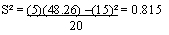 S² = (5)(48.26) –(15)² = 0.815
20